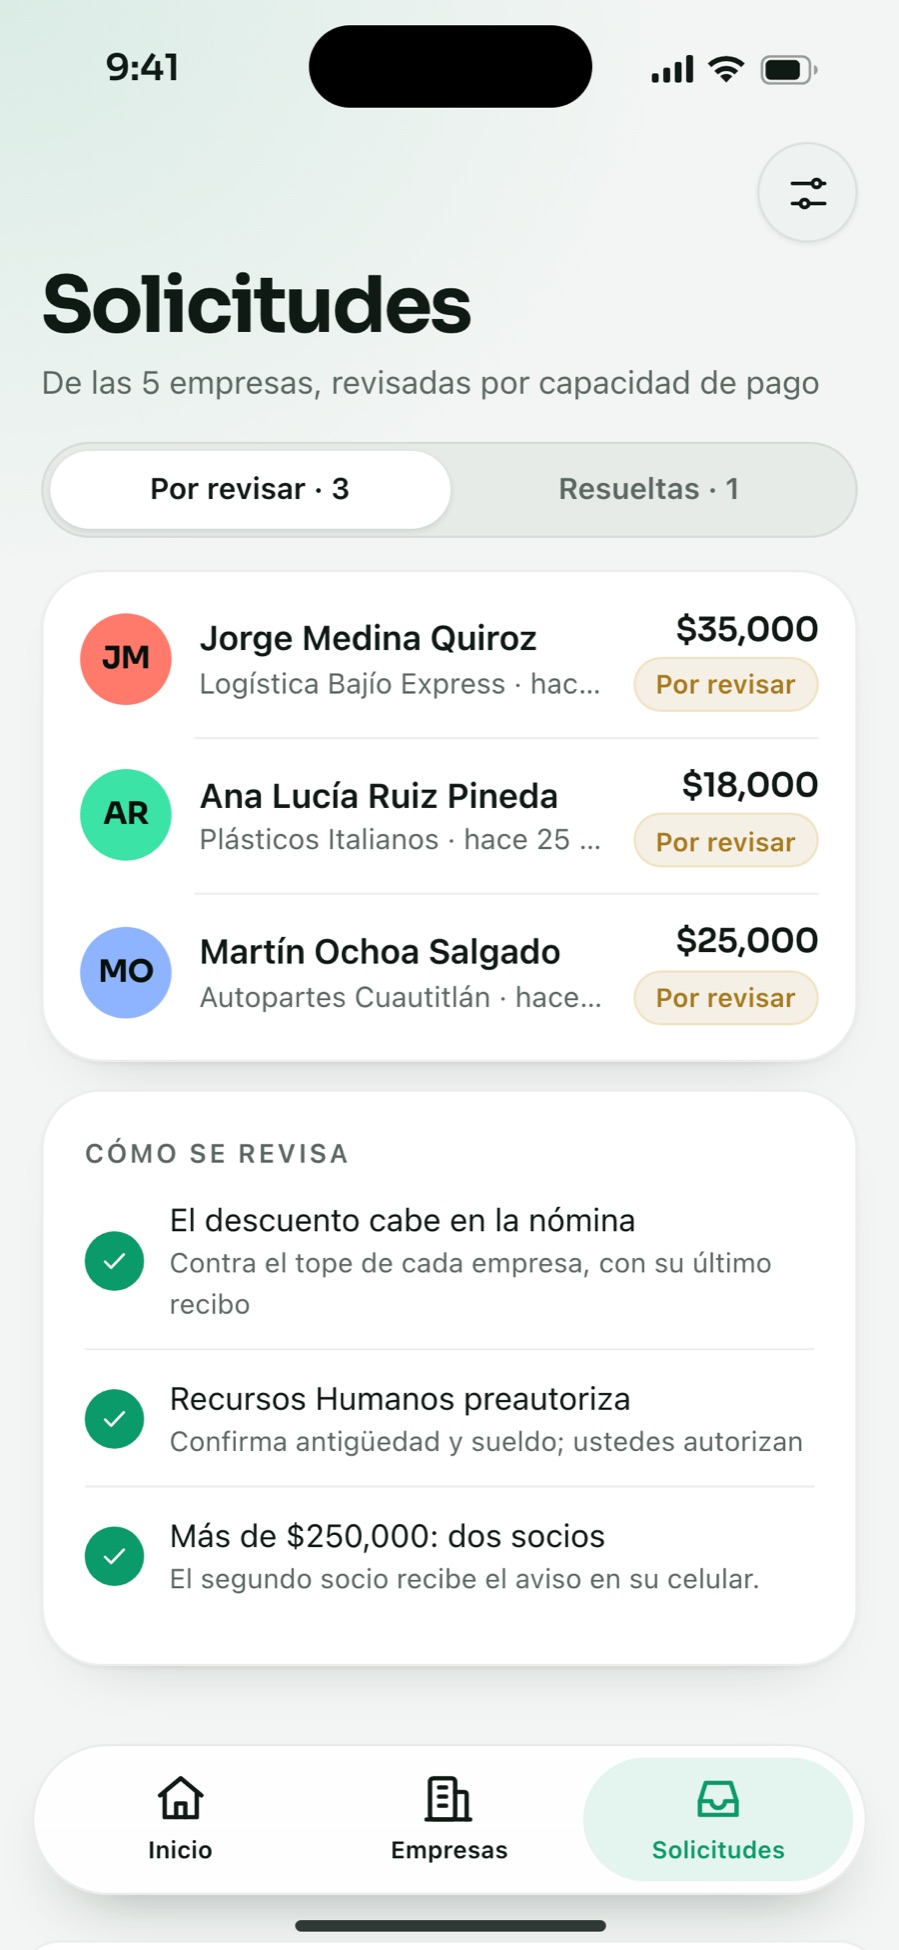 9:41
Solicitudes
De las 5 empresas, revisadas por capacidad de pago
Por revisar · 3
Resueltas · 1
JM
Jorge Medina Quiroz
$35,000
Logística Bajío Express · hac...
Por revisar
AR
Ana Lucía Ruiz Pineda
$18,000
Plásticos Italianos · hace 25 ...
Por revisar
MO
Martín Ochoa Salgado
$25,000
Autopartes Cuautitlán · hace...
Por revisar
CÓMO SE REVISA
El descuento cabe en la nómina
Contra el tope de cada empresa, con su último
recibo
Recursos Humanos preautoriza
Confirma antigüedad y sueldo; ustedes autorizan
Más de $250,000: dos socios
El segundo socio recibe el aviso en su celular.
Inicio
Empresas
Solicitudes